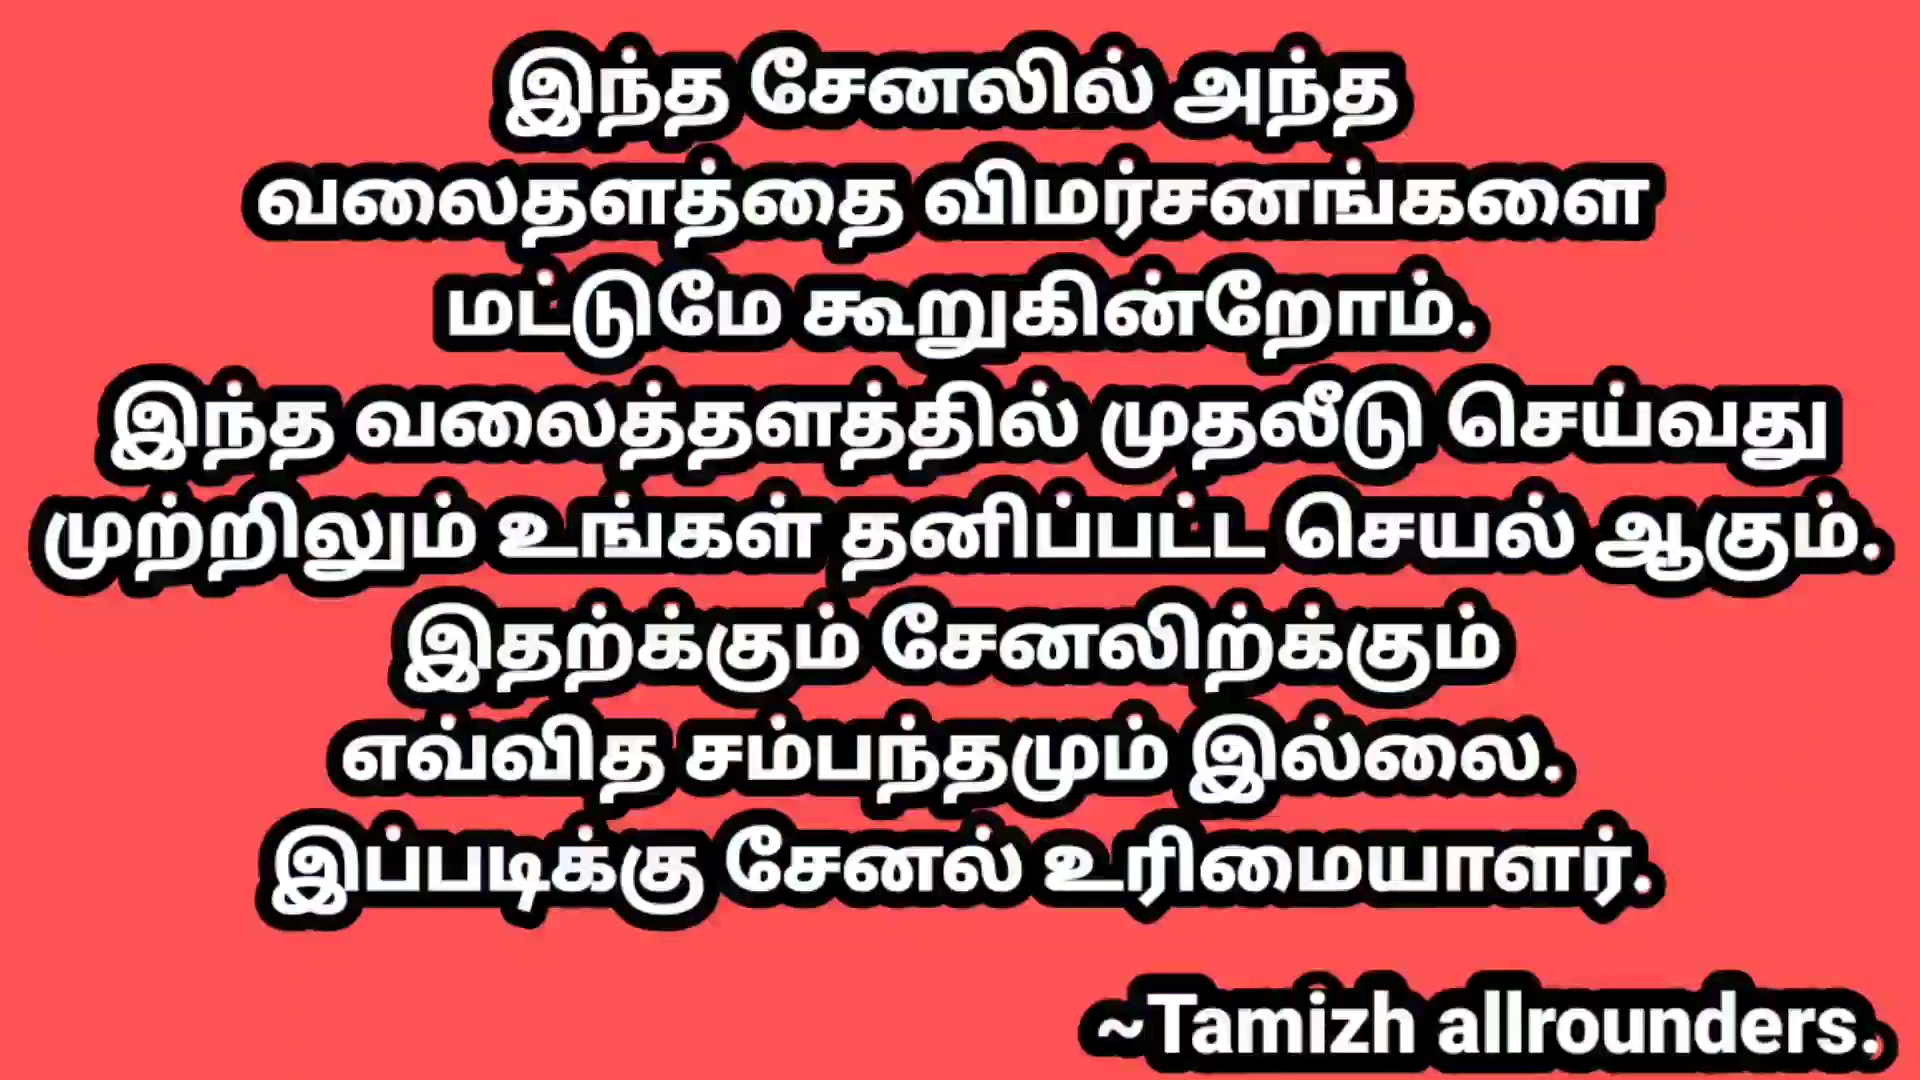 இந்த சேனலில் அந்த
வலைதளத்தை விமர்சனங்களை
மட்டுமே கூறுகின்றோம்.
இந்த வலைத்தளத்தில் முதலீடு செய்வது
முற்றிலும் உங்கள் தனிப்பட்ட செயல் ஆகும்.
இதற்க்கும் சேனலிற்க்கும்
எவ்வித சம்பந்தமும் இல்லை.
இப்படிக்கு சேனல் உரிமையாளர்.
~Tamizh allrounders.